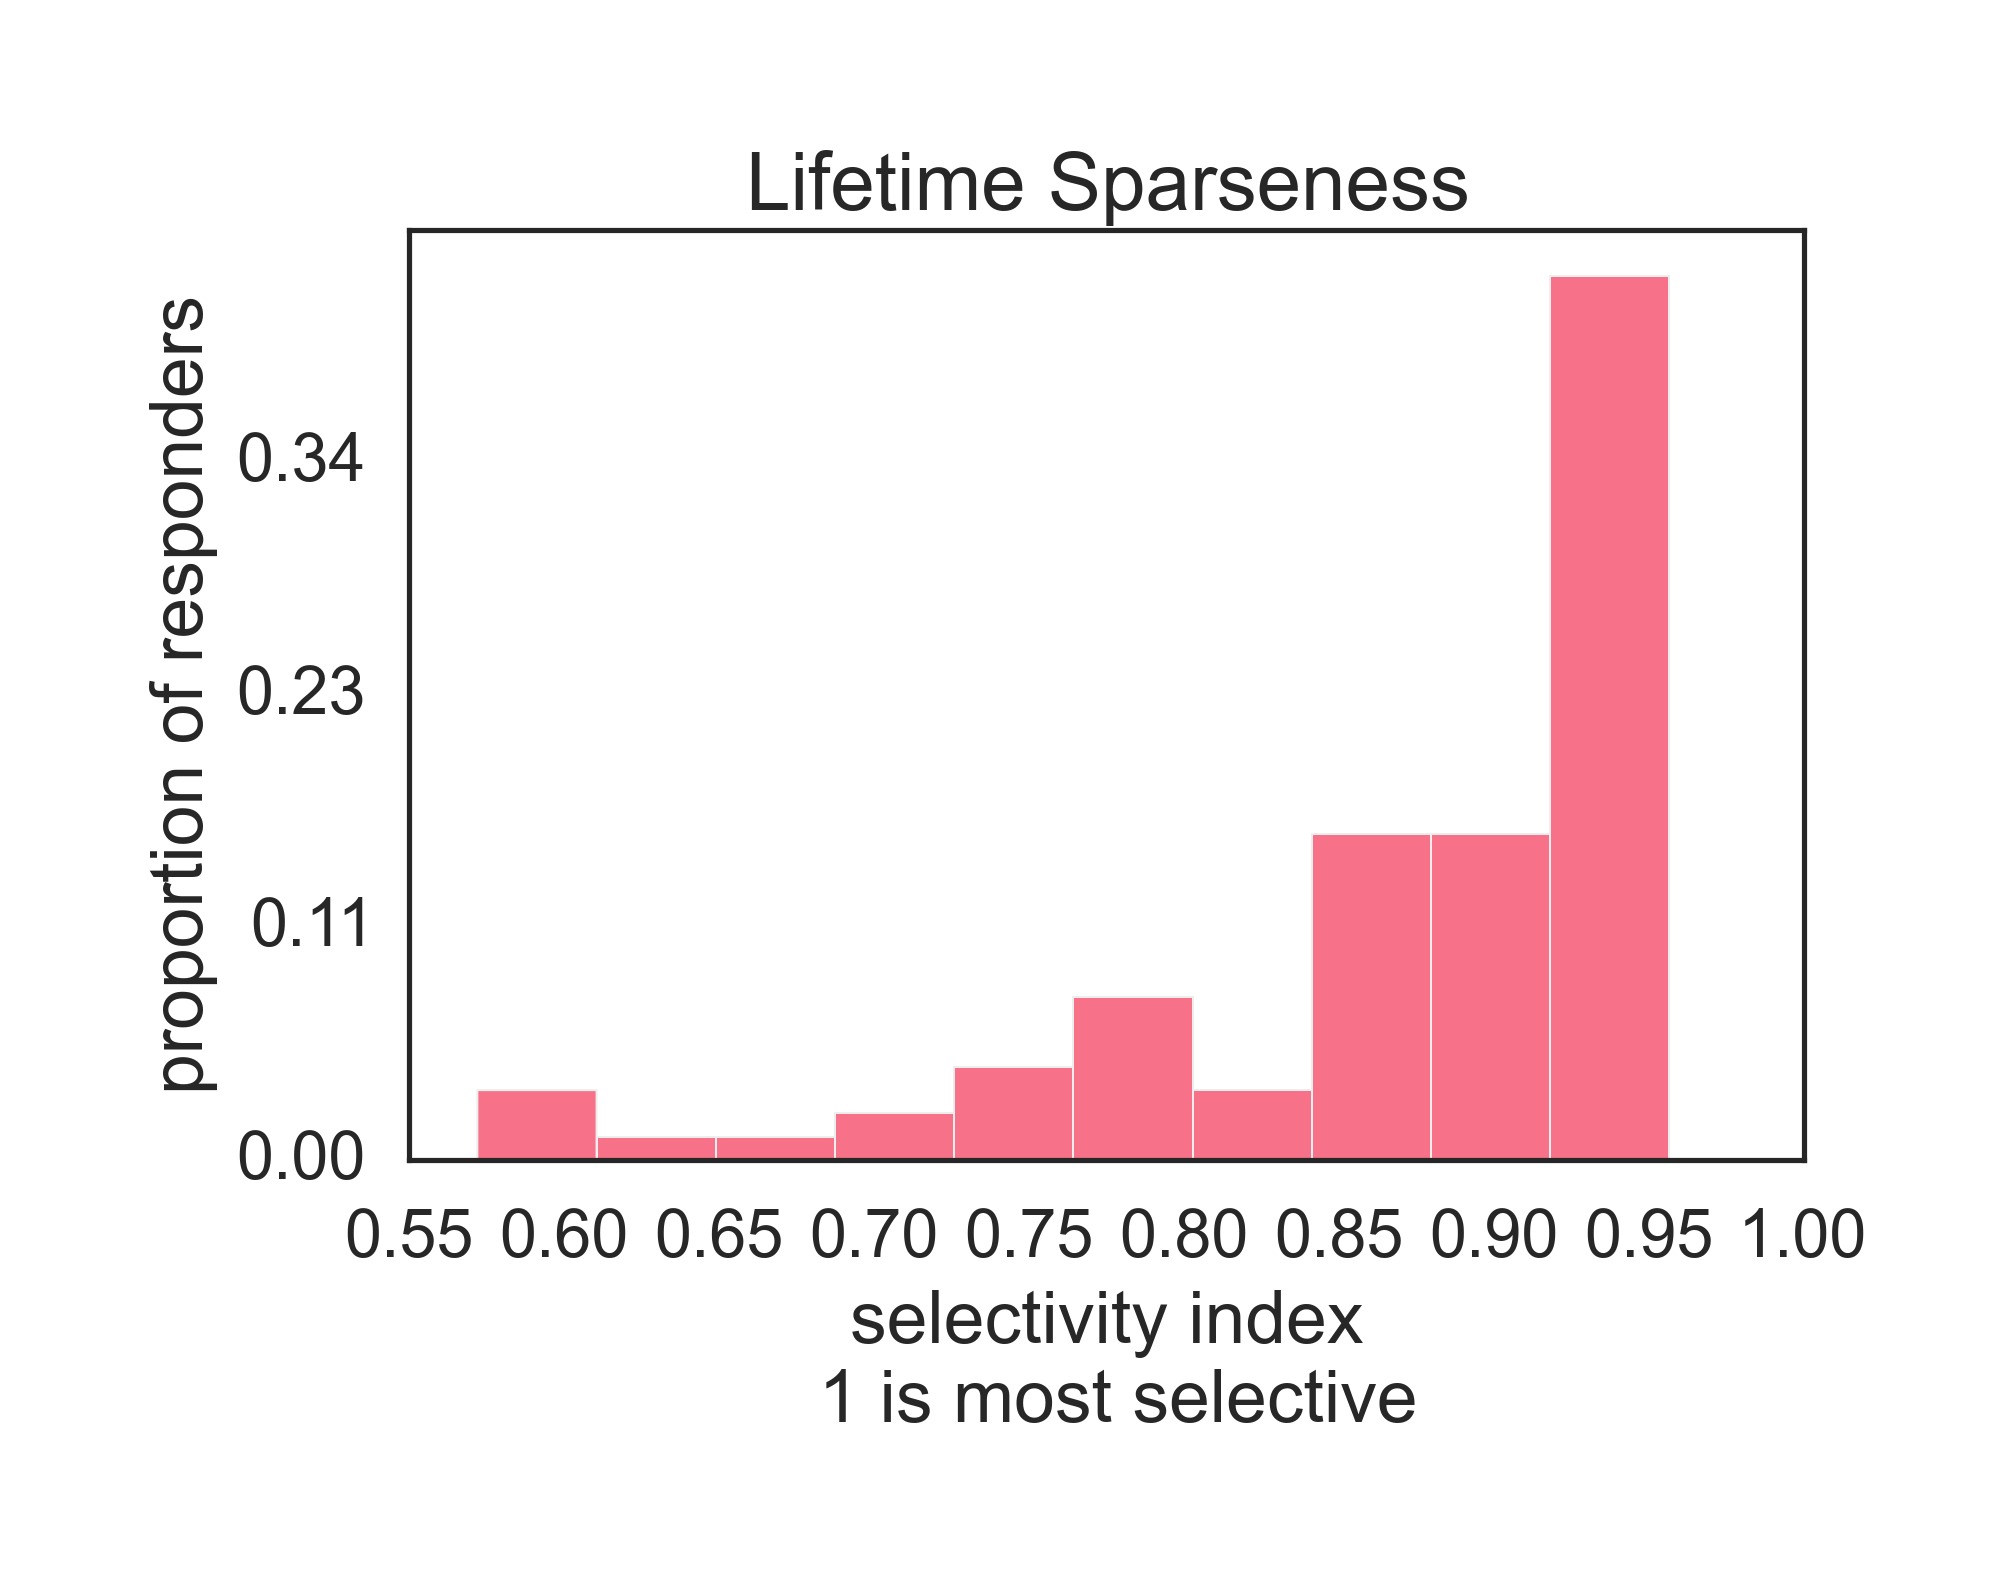 Lifetime Sparseness
proportion of responders
0.34
0.23
0.11
0.00
0.55 0.60 0.65 0.70 0.75 0.80 0.85 0.90 0.95 1.00
selectivity index
1 is most selective